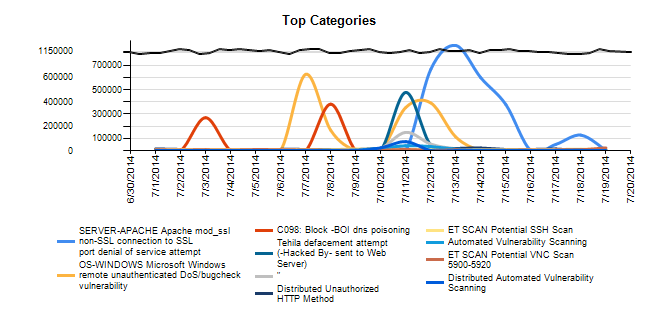 Top Categories
1150000
700000
600000
500000
400000
300000
200000
100000
0
6/30/2014
7/1/2014
7/2/2014
7/3/2014
7/4/2014
7/5/2014
7/6/2014
7/7/2014
7/8/2014
7/9/2014
7/10/2014
7/11/2014
7/12/2014
7/13/2014
7/14/2014
7/15/2014
7/16/2014
7/17/2014
7/18/2014
7/19/2014
7/20/2014
SERVER-APACHE Apache mod_ssl
non-SSL connection to SSL
port denial of service attempt
OS-WINDOWS Microsoft Windows
remote unauthenticated DoS/bugcheck
vulnerability
C098: Block -BOI dns poisoning
Tehila defacement attempt
(-Hacked By- sent to Web
Server)
"
Distributed Unauthorized
HTTP Method
ET SCAN Potential SSH Scan
Automated Vulnerability Scanning
ET SCAN Potential VNC Scan
5900-5920
Distributed Automated Vulnerability
Scanning